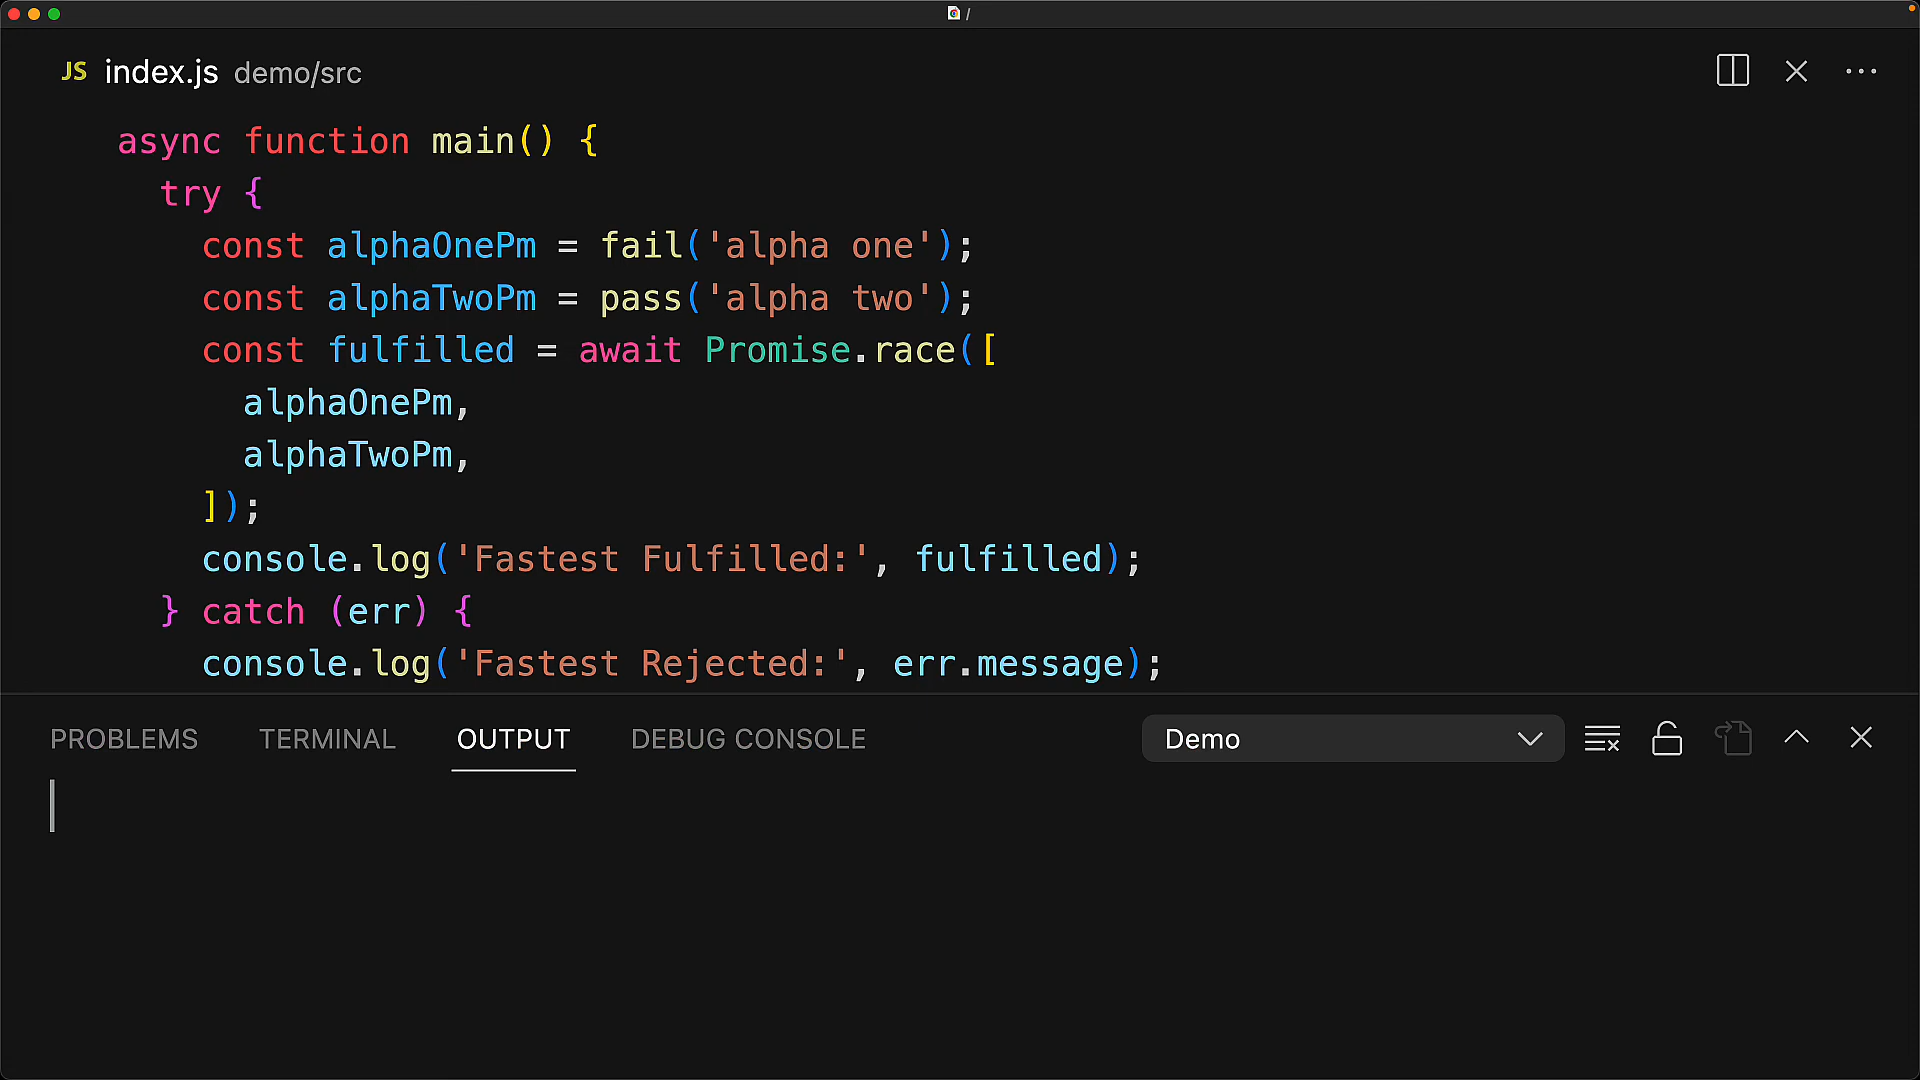 /
JS index.js demo/src
async function main() {
  try {
    const alphaOnePm = fail('alpha one');
    const alphaTwoPm = pass('alpha two');
    const fulfilled = await Promise.race([
      alphaOnePm,
      alphaTwoPm,
    ]);
    console.log('Fastest Fulfilled:', fulfilled);
  } catch (err) {
    console.log('Fastest Rejected:', err.message);
PROBLEMS TERMINAL OUTPUT DEBUG CONSOLE Demo